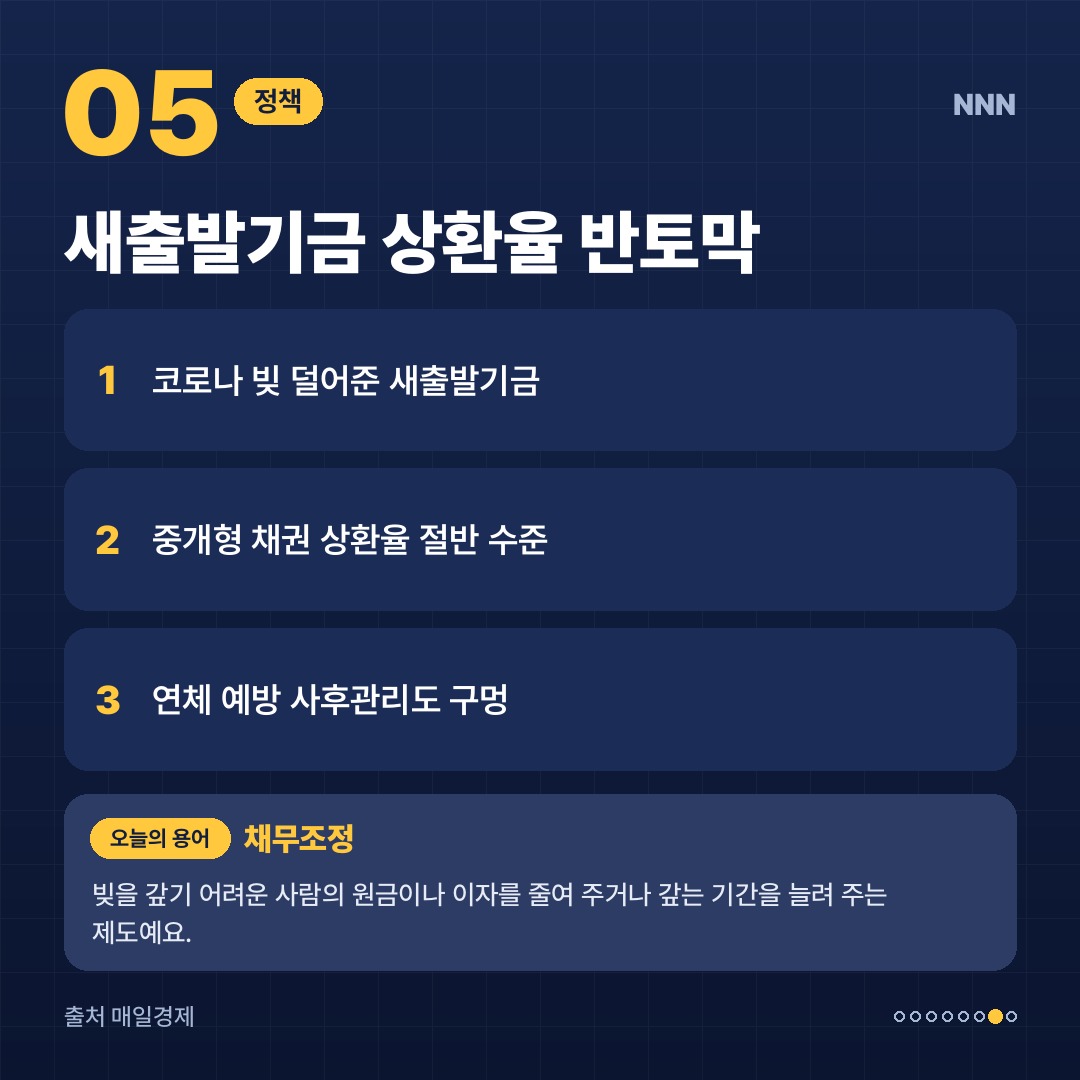 05 정책
NNN
새출발기금 상환율 반토막
1 코로나 빚 덜어준 새출발기금
2 중개형 채권 상환율 절반 수준
3 연체 예방 사후관리도 구멍
오늘의 용어 채무조정
빚을 갚기 어려운 사람의 원금이나 이자를 줄여 주거나 갚는 기간을 늘려 주는
제도예요.
출처 매일경제